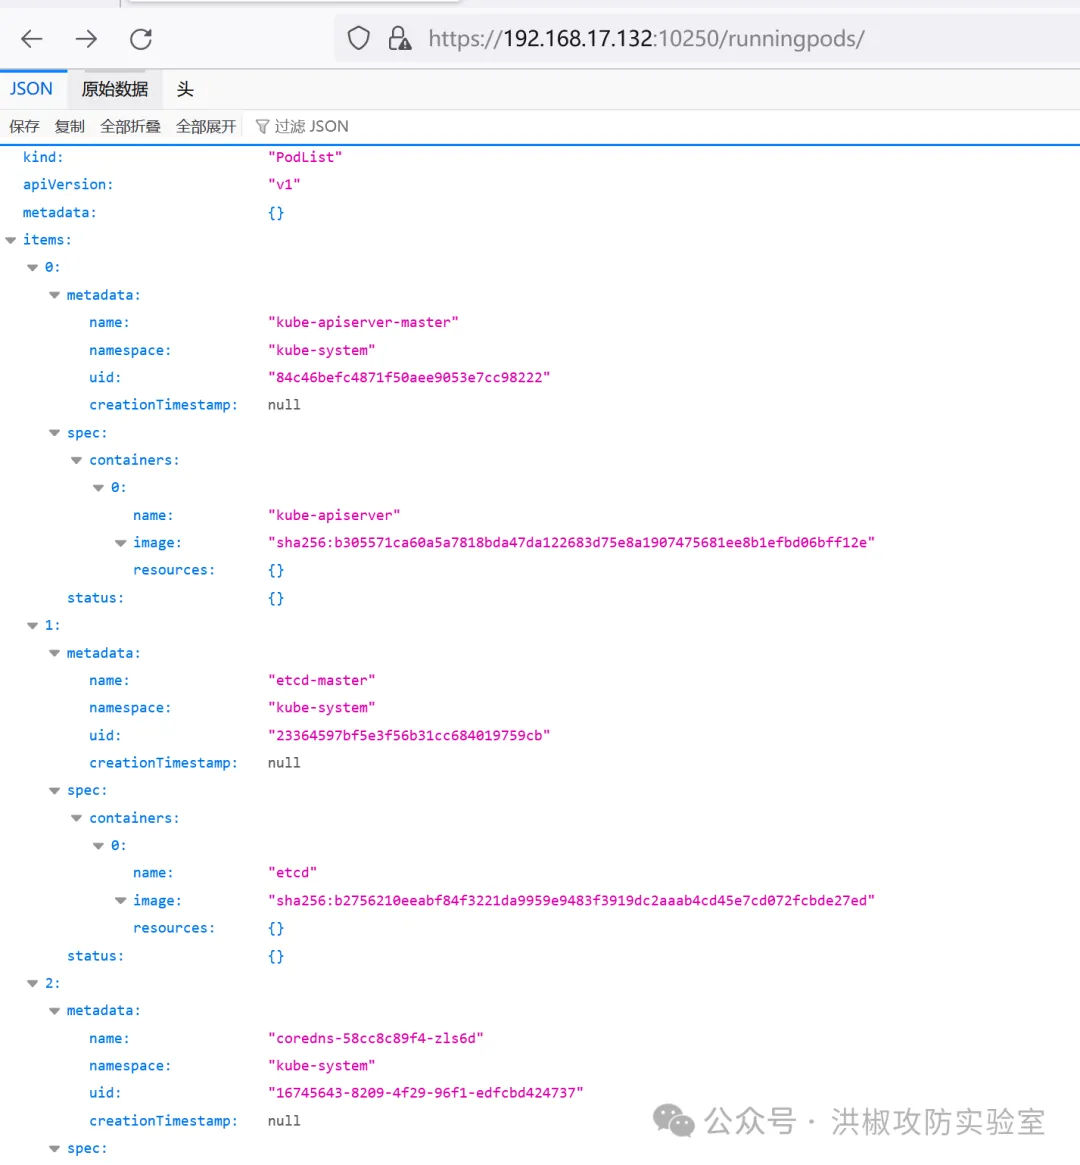 https://192.168.17.132:10250/runningpods/
JSON 原始数据 头
保存 复制 全部折叠 全部展开 过滤 JSON
kind: "PodList"
apiVersion: "v1"
metadata: {}
items:
0:
metadata:
name: "kube-apiserver-master"
namespace: "kube-system"
uid: "84c46befc4871f50aee9053e7cc98222"
creationTimestamp: null
spec:
containers:
0:
name: "kube-apiserver"
image: "sha256:b305571ca60a5a7818bda47da122683d75e8a1907475681ee8b1efbd06bff12e"
resources: {}
status: {}
1:
metadata:
name: "etcd-master"
namespace: "kube-system"
uid: "23364597bf5e3f56b31cc684019759cb"
creationTimestamp: null
spec:
containers:
0:
name: "etcd"
image: "sha256:b2756210eeabf84f3221da9959e9483f3919dc2aaab4cd45e7cd072fcbde27ed"
resources: {}
status: {}
2:
metadata:
name: "coredns-58cc8c89f4-zls6d"
namespace: "kube-system"
uid: "16745643-8209-4f29-96f1-edfcbd424737"
creationTimestamp: null
spec:
公众号 · 洪椒攻防实验室